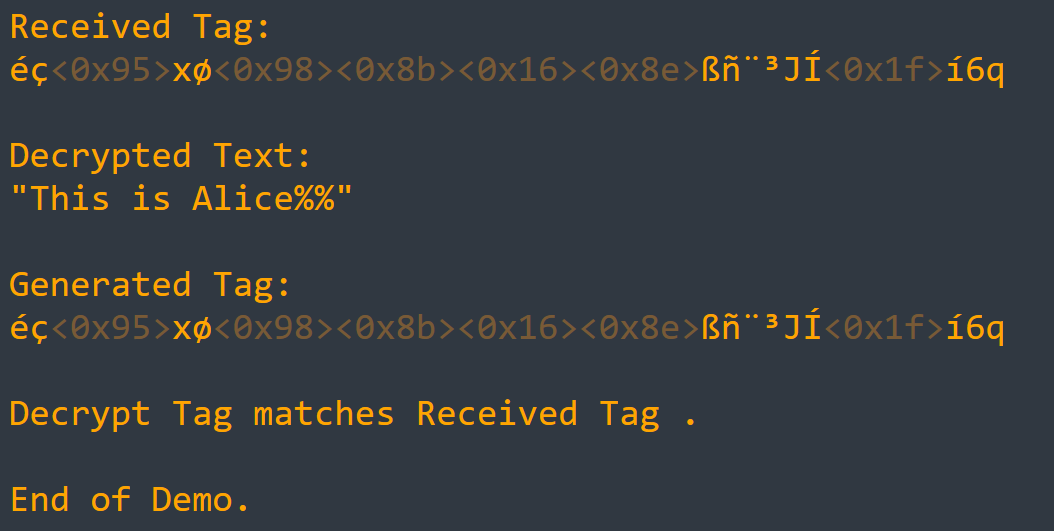 Received Tag:
éç<0x95>xø<0x98><0x8b><0x16><0x8e>ßñ¨³JÍ<0x1f>í6q
Decrypted Text:
"This is Alice%%"
Generated Tag:
éç<0x95>xø<0x98><0x8b><0x16><0x8e>ßñ¨³JÍ<0x1f>í6q
Decrypt Tag matches Received Tag .
End of Demo.